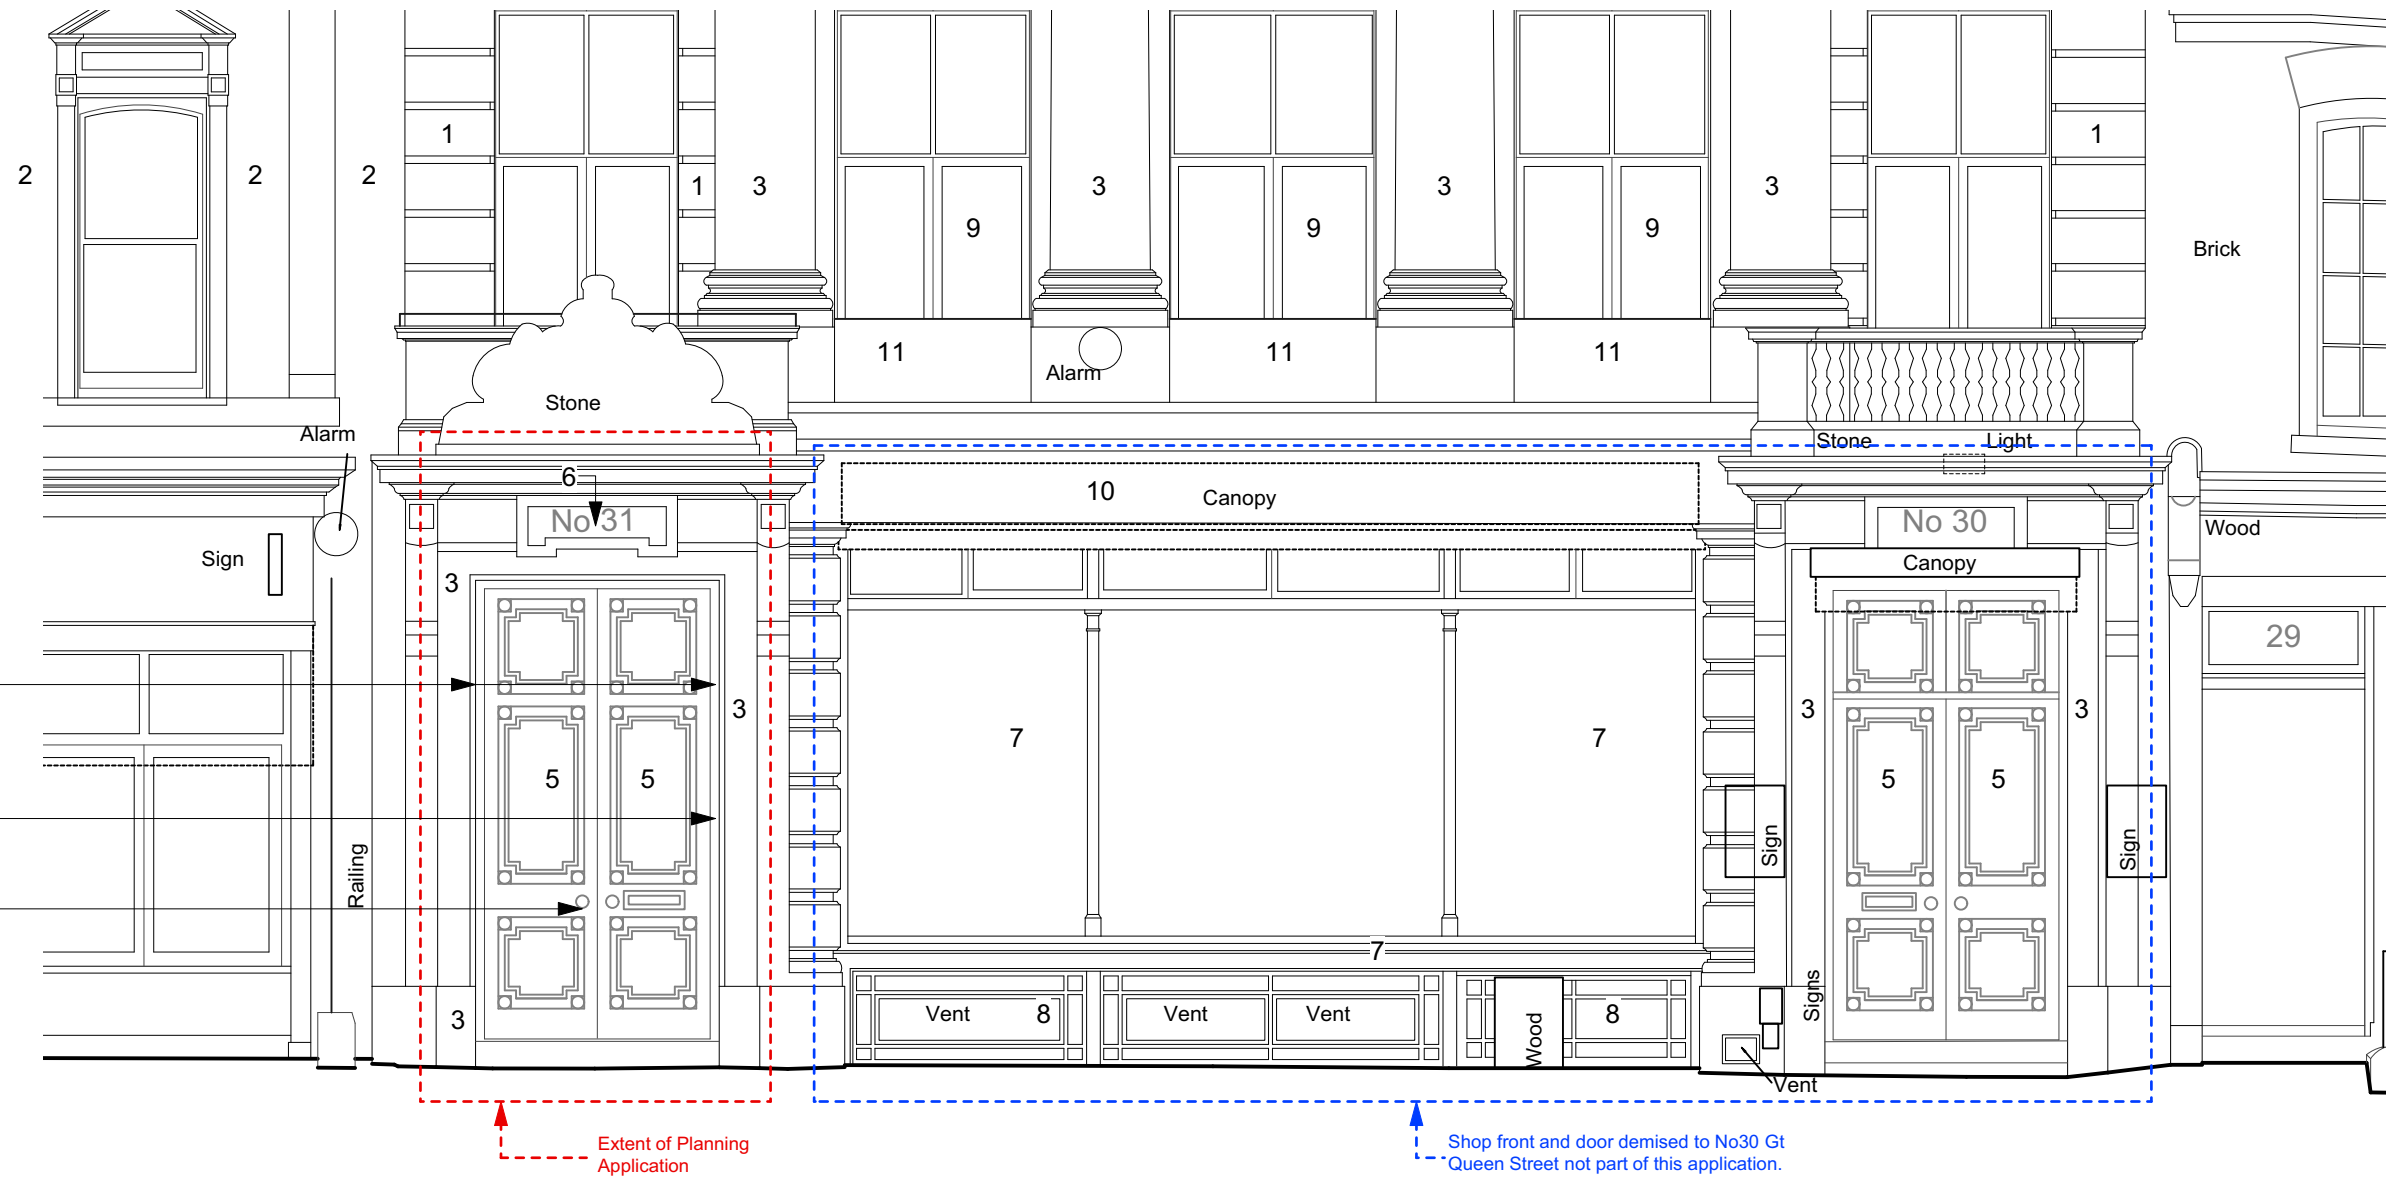 1
1
2
2
2
1
3
3
3
3
9
9
9
Brick
11
11
11
Alarm
Stone
Alarm
Stone
Light
6
10
Canopy
No 31
No 30
Wood
Sign
Canopy
3
29
3
3
3
7
7
5
5
5
5
Sign
Sign
Railing
7
Signs
3
Vent
8
Vent
Vent
8
Wood
Vent
Extent of Planning
Application
Shop front and door demised to No30 Gt
Queen Street not part of this application.